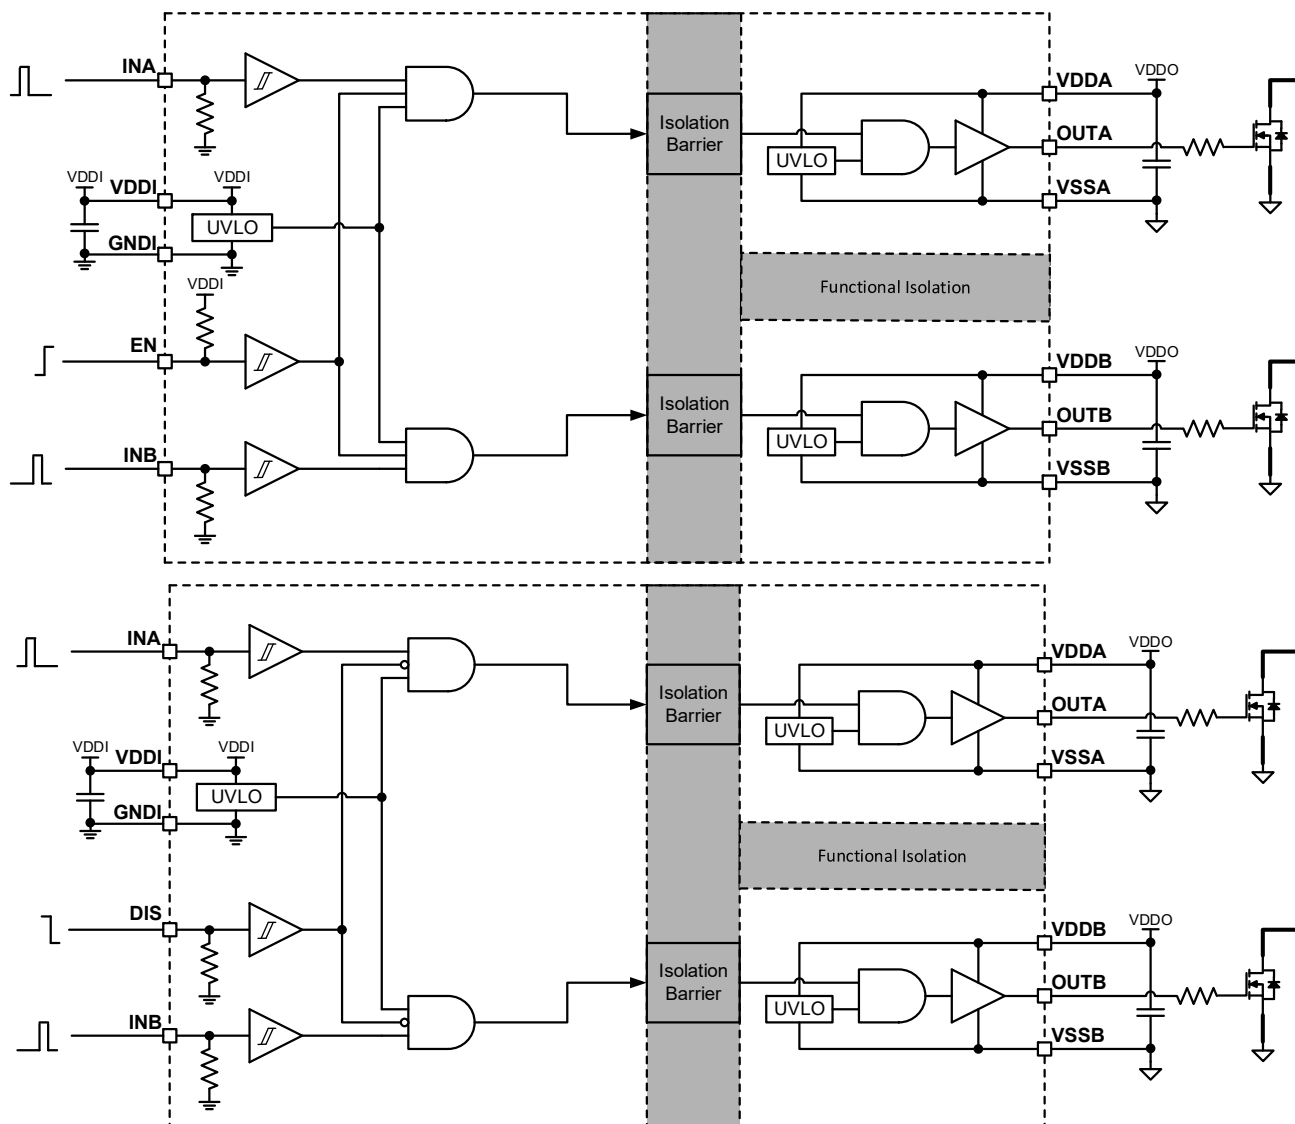 INA
VDDI
VDDI
VDDI
GNDI
UVLO
VDDI
EN
INB
Isolation
Barrier
UVLO
VDDA
VDDO
OUTA
VSSA
Functional Isolation
Isolation
Barrier
UVLO
VDDB
VDDO
OUTB
VSSB
INA
VDDI
VDDI
VDDI
GNDI
UVLO
DIS
INB
Isolation
Barrier
UVLO
VDDA
VDDO
OUTA
VSSA
Functional Isolation
Isolation
Barrier
UVLO
VDDB
VDDO
OUTB
VSSB